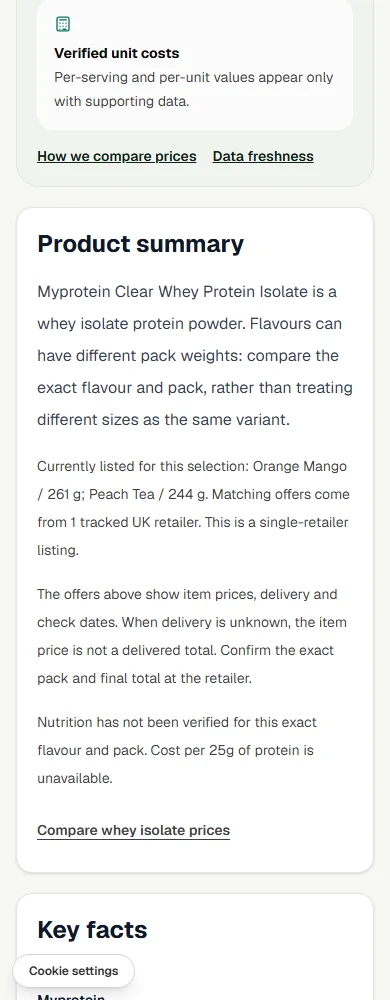 Verified unit costs
Per-serving and per-unit values appear only
with supporting data.
How we compare prices Data freshness
Product summary
Myprotein Clear Whey Protein Isolate is a
whey isolate protein powder. Flavours can
have different pack weights: compare the
exact flavour and pack, rather than treating
different sizes as the same variant.
Currently listed for this selection: Orange Mango
/ 261 g; Peach Tea / 244 g. Matching offers come
from 1 tracked UK retailer. This is a single-retailer
listing.
The offers above show item prices, delivery and
check dates. When delivery is unknown, the item
price is not a delivered total. Confirm the exact
pack and final total at the retailer.
Nutrition has not been verified for this exact
flavour and pack. Cost per 25g of protein is
unavailable.
Compare whey isolate prices
Key facts
Cookie settings
Myprotein